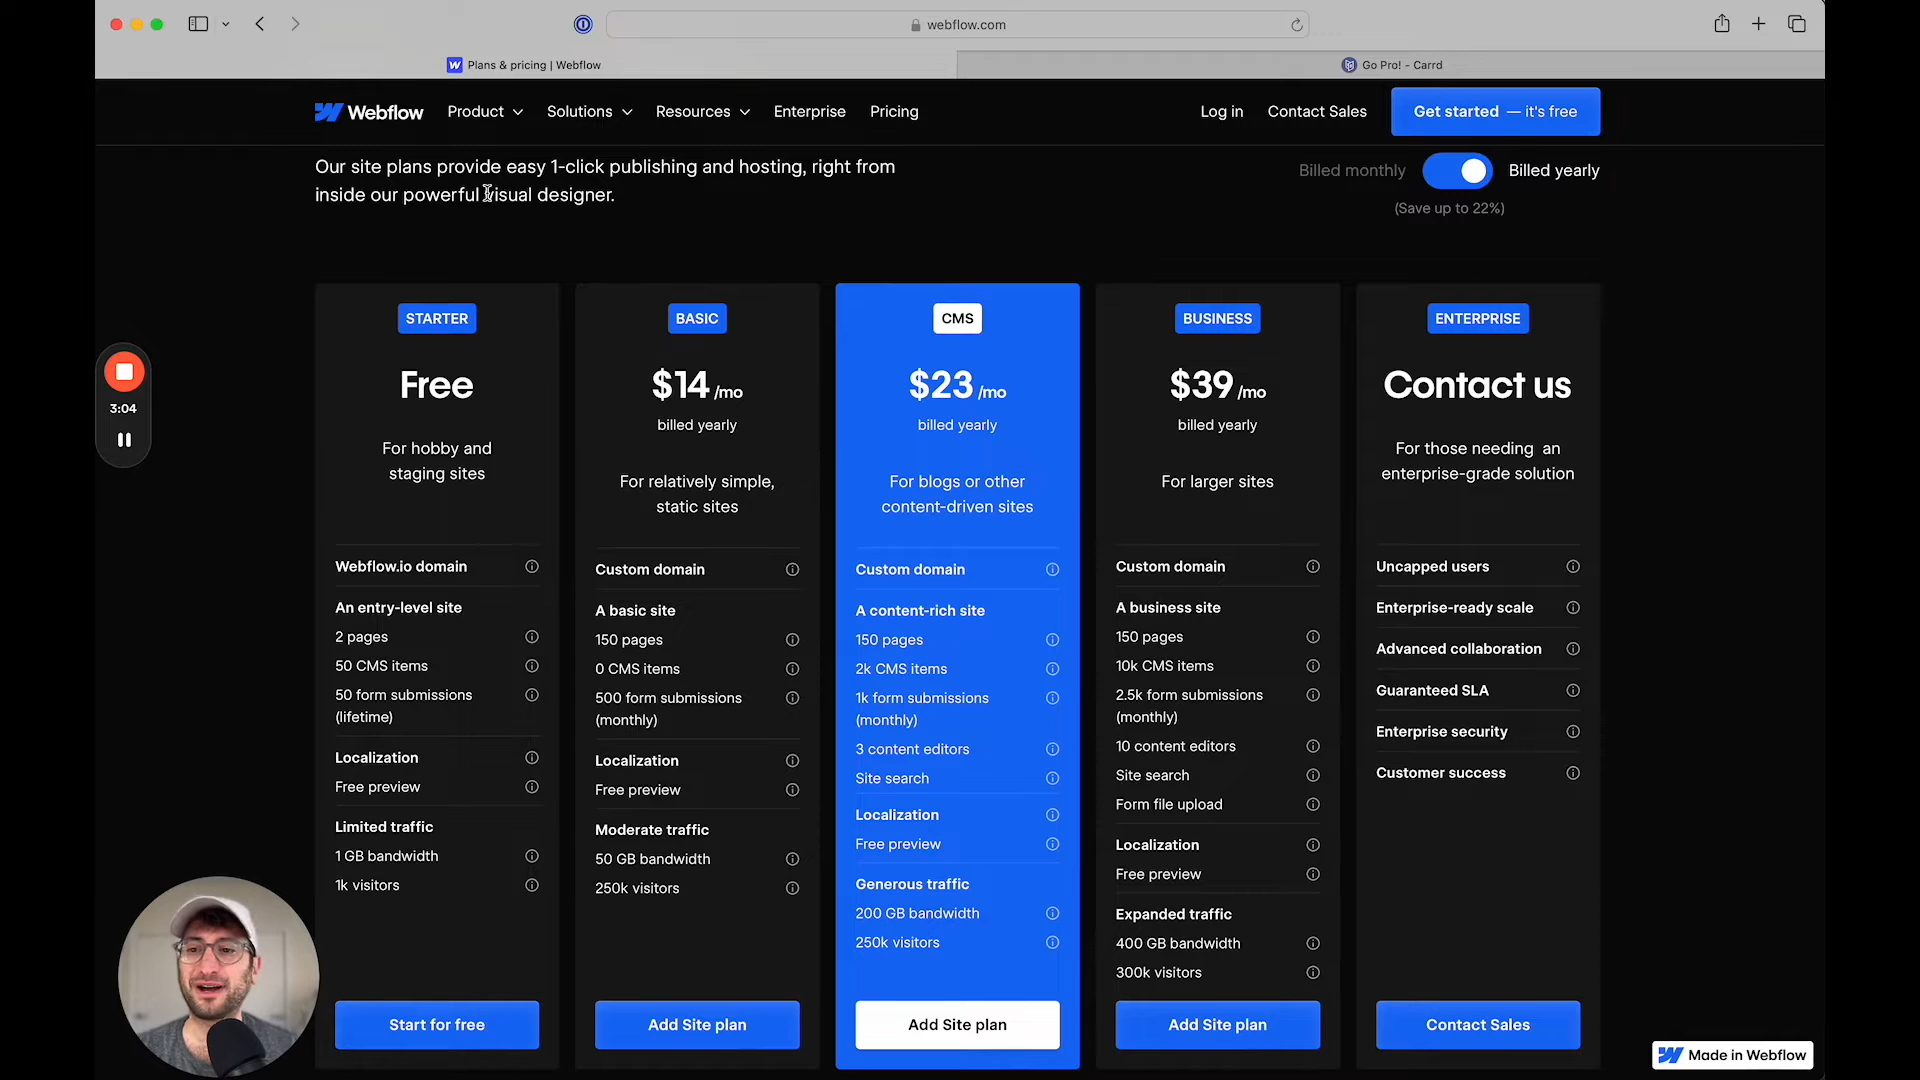 webflow.com
Plans & pricing | Webflow
Go Pro! - Carrd
Webflow
Product
Solutions
Resources
Enterprise
Pricing
Log in
Contact Sales
Get started — it's free
Our site plans provide easy 1-click publishing and hosting, right from
inside our powerful visual designer.
Billed monthly
Billed yearly
(Save up to 22%)
3:04
STARTER
Free
For hobby and
staging sites
Webflow.io domain
An entry-level site
2 pages
50 CMS items
50 form submissions
(lifetime)
Localization
Free preview
Limited traffic
1 GB bandwidth
1k visitors
Start for free
BASIC
$14 /mo
billed yearly
For relatively simple,
static sites
Custom domain
A basic site
150 pages
0 CMS items
500 form submissions
(monthly)
Localization
Free preview
Moderate traffic
50 GB bandwidth
250k visitors
Add Site plan
CMS
$23 /mo
billed yearly
For blogs or other
content-driven sites
Custom domain
A content-rich site
150 pages
2k CMS items
1k form submissions
(monthly)
3 content editors
Site search
Localization
Free preview
Generous traffic
200 GB bandwidth
250k visitors
Add Site plan
BUSINESS
$39 /mo
billed yearly
For larger sites
Custom domain
A business site
150 pages
10k CMS items
2.5k form submissions
(monthly)
10 content editors
Site search
Form file upload
Localization
Free preview
Expanded traffic
400 GB bandwidth
300k visitors
Add Site plan
ENTERPRISE
Contact us
For those needing an
enterprise-grade solution
Uncapped users
Enterprise-ready scale
Advanced collaboration
Guaranteed SLA
Enterprise security
Customer success
Contact Sales
Made in Webflow